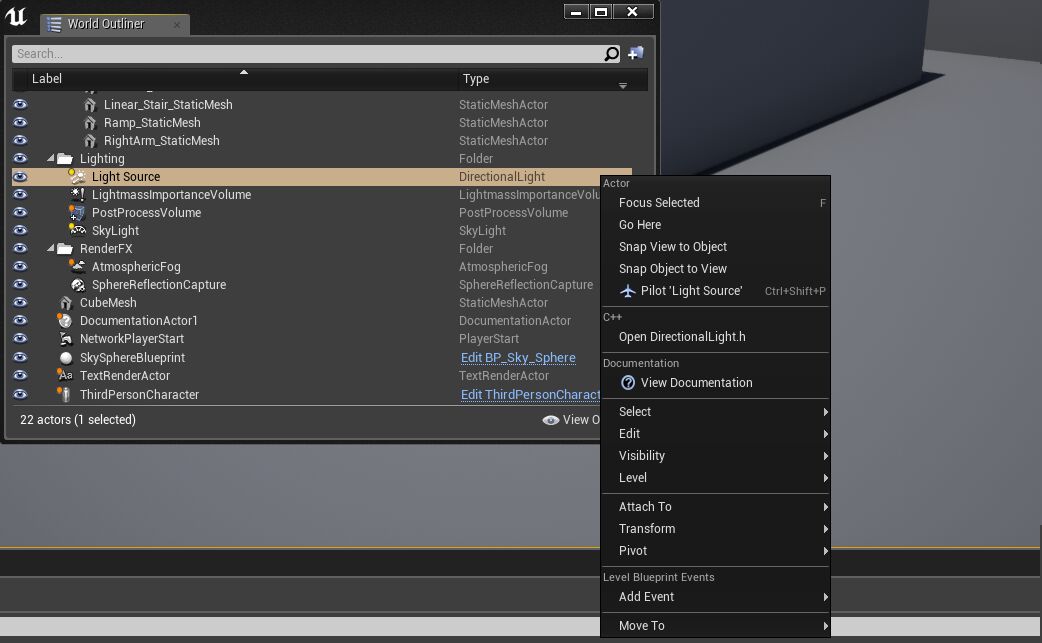 World Outliner
Search...
Label Type
Linear_Stair_StaticMesh StaticMeshActor
Ramp_StaticMesh StaticMeshActor
RightArm_StaticMesh StaticMeshActor
Lighting Folder
Light Source DirectionalLight
LightmassImportanceVolume LightmassImportanceVolu
PostProcessVolume PostProcessVolume
SkyLight SkyLight
RenderFX Folder
AtmosphericFog AtmosphericFog
SphereReflectionCapture SphereReflectionCapture
CubeMesh StaticMeshActor
DocumentationActor1 DocumentationActor
NetworkPlayerStart PlayerStart
SkySphereBlueprint Edit BP_Sky_Sphere
Aa TextRenderActor TextRenderActor
ThirdPersonCharacter Edit ThirdPersonCharact
22 actors (1 selected) View O
Actor
Focus Selected F
Go Here
Snap View to Object
Snap Object to View
Pilot 'Light Source' Ctrl+Shift+P
C++
Open DirectionalLight.h
Documentation
? View Documentation
Select
Edit
Visibility
Level
Attach To
Transform
Pivot
Level Blueprint Events
Add Event
Move To